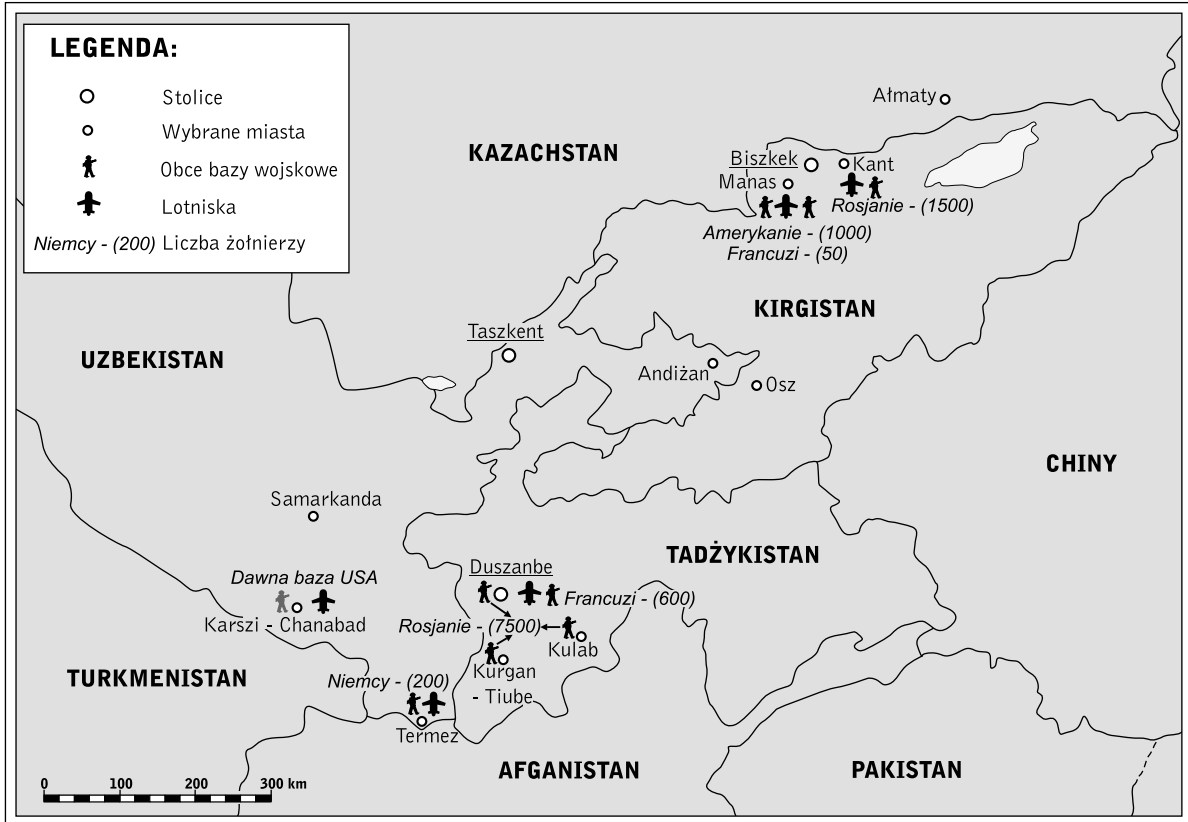 LEGENDA:
Stolice
Wybrane miasta
Obce bazy wojskowe
Lotniska
Niemcy - (200) Liczba żołnierzy
Ałmaty
KAZACHSTAN
Biszkek
Kant
Manas
Rosjanie - (1500)
Amerykanie - (1000)
Francuzi - (50)
KIRGISTAN
Taszkent
UZBEKISTAN
Andiżan
Osz
CHINY
Samarkanda
TADŻYKISTAN
Duszanbe
Dawna baza USA
Francuzi - (600)
Karszi - Chanabad
Rosjanie - (7500)
Kulab
Kurgan
- Tiube
TURKMENISTAN
Niemcy - (200)
Termez
AFGANISTAN
PAKISTAN
0 100 200 300 km